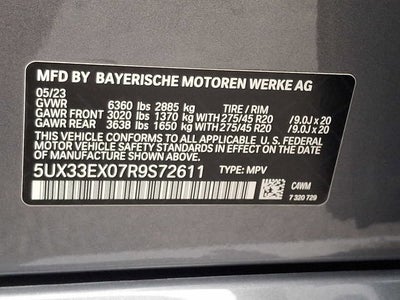 MFD BY BAYERISCHE MOTOREN WERKE AG
05/23
GVWR 6360 lbs 2885 kg TIRE / RIM
GAWR FRONT 3020 lbs 1370 kg WITH 275/45 R20 / 9.0J x 20
GAWR REAR 3638 lbs 1650 kg WITH 275/45 R20 / 9.0J x 20
THIS VEHICLE CONFORMS TO ALL APPLICABLE U.S. FEDERAL
MOTOR VEHICLE SAFETY STANDARDS IN EFFECT ON
THE DATE OF MANUFACTURE SHOWN ABOVE.
5UX33EX07R9S72611 TYPE: MPV
C4WM
7 320 729